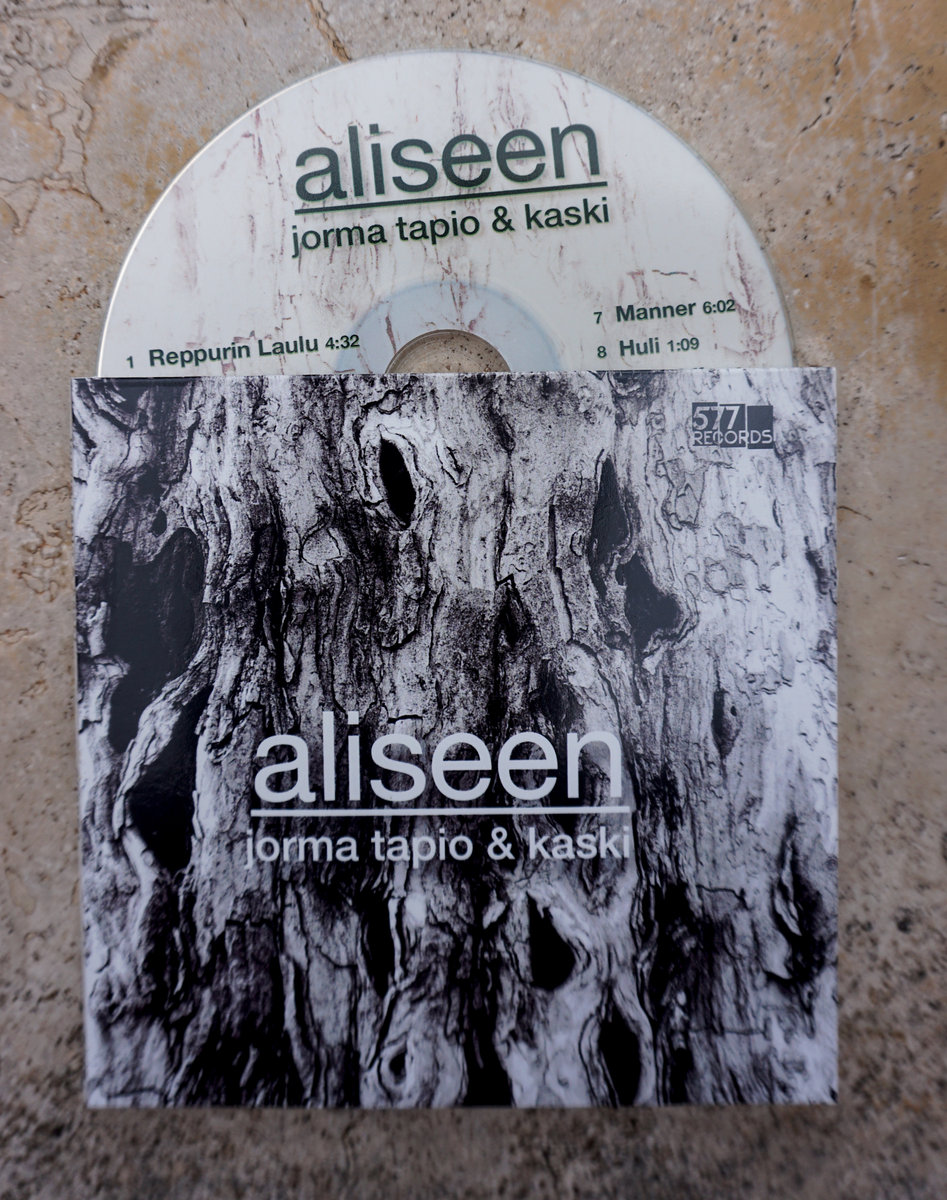 aliseen
jorma tapio & kaski
1 Reppurin Laulu 4:32
7 Manner 6:02
8 Huli 1:09
577
RECORDS
aliseen
jorma tapio & kaski